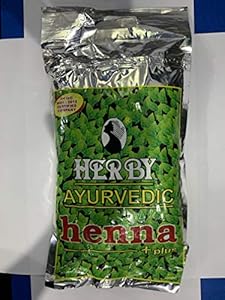 HERBY
AYURVEDIC
henna
+ plus